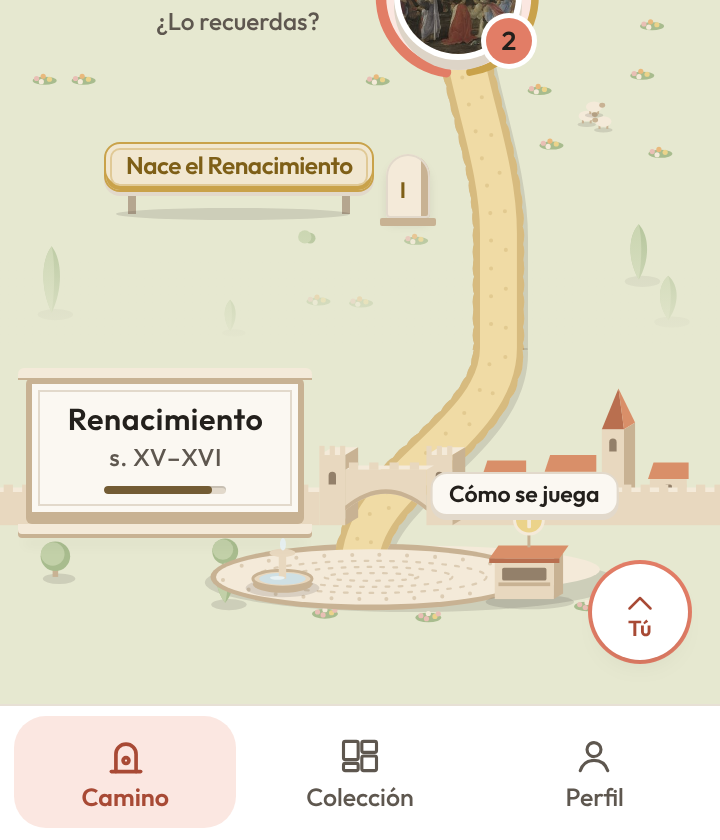 ¿Lo recuerdas?
2
Nace el Renacimiento
I
Renacimiento
s. XV–XVI
Cómo se juega
Tú
Camino
Colección
Perfil